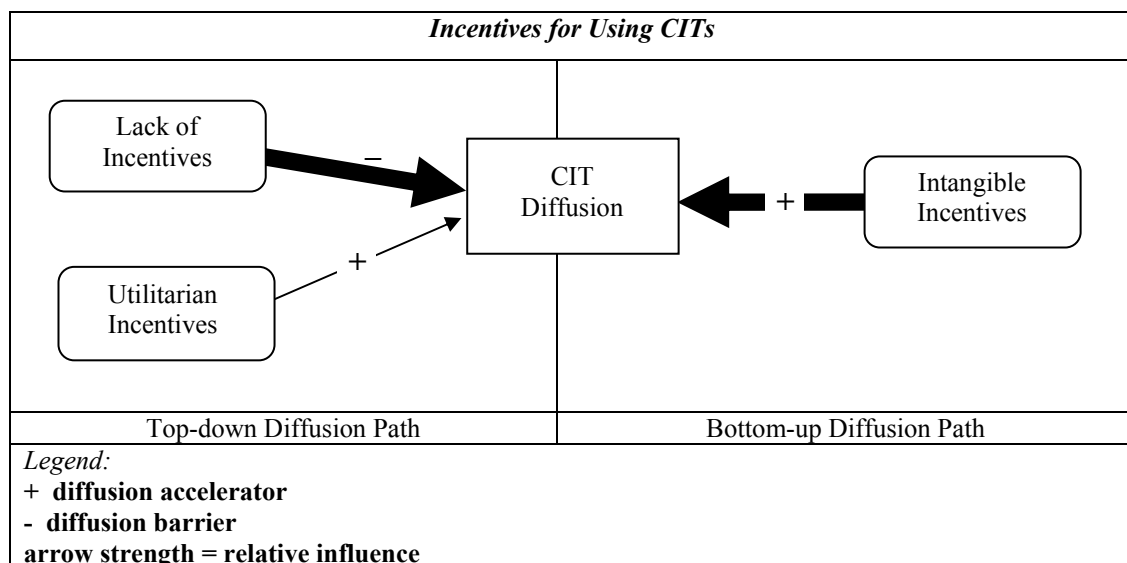 Incentives for Using CITs
Lack of
Incentives
–
CIT
Diffusion
+
Intangible
Incentives
+
Utilitarian
Incentives
Top-down Diffusion Path
Bottom-up Diffusion Path
Legend:
+ diffusion accelerator
- diffusion barrier
arrow strength = relative influence